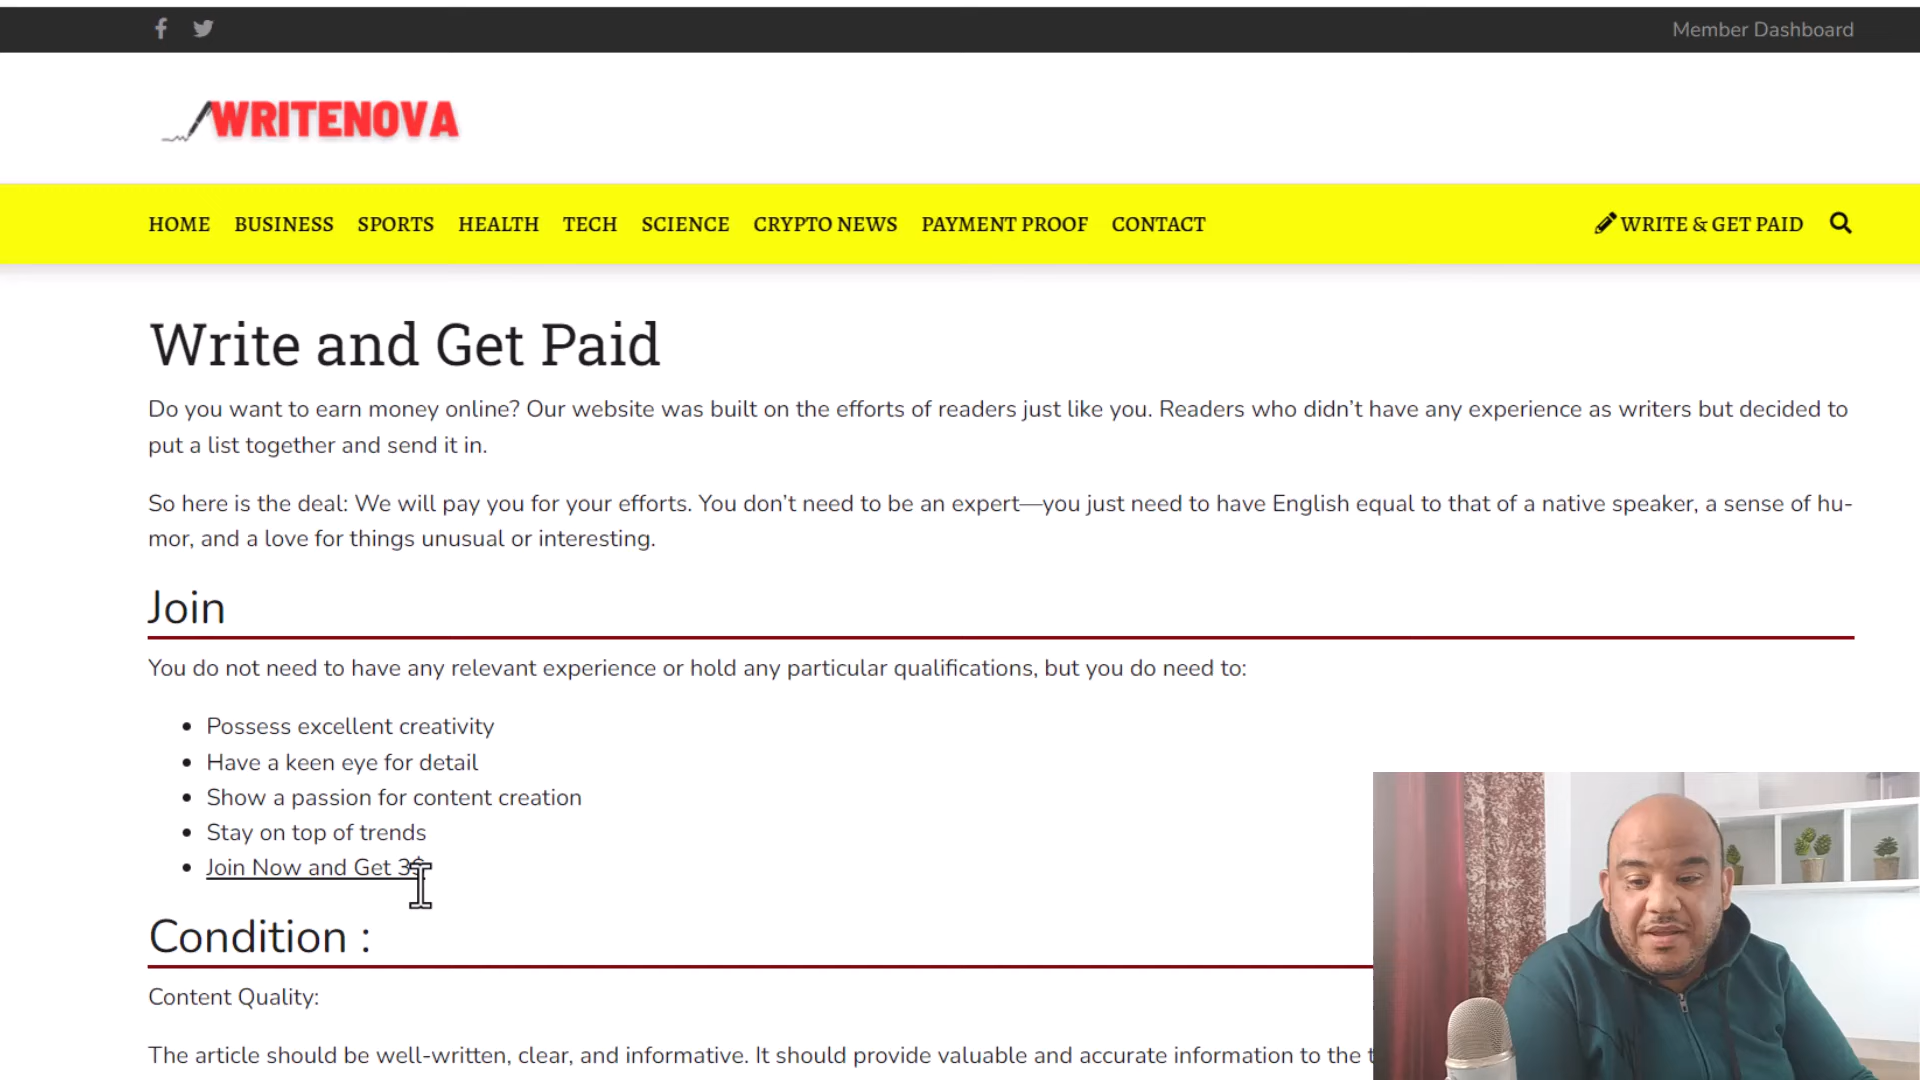 Member Dashboard
WRITENOVA
HOME BUSINESS SPORTS HEALTH TECH SCIENCE CRYPTO NEWS PAYMENT PROOF CONTACT WRITE & GET PAID
Write and Get Paid
Do you want to earn money online? Our website was built on the efforts of readers just like you. Readers who didn't have any experience as writers but decided to
put a list together and send it in.
So here is the deal: We will pay you for your efforts. You don't need to be an expert—you just need to have English equal to that of a native speaker, a sense of hu-
mor, and a love for things unusual or interesting.
Join
You do not need to have any relevant experience or hold any particular qualifications, but you do need to:
• Possess excellent creativity
• Have a keen eye for detail
• Show a passion for content creation
• Stay on top of trends
• Join Now and Get 3$
Condition :
Content Quality:
The article should be well-written, clear, and informative. It should provide valuable and accurate information to the